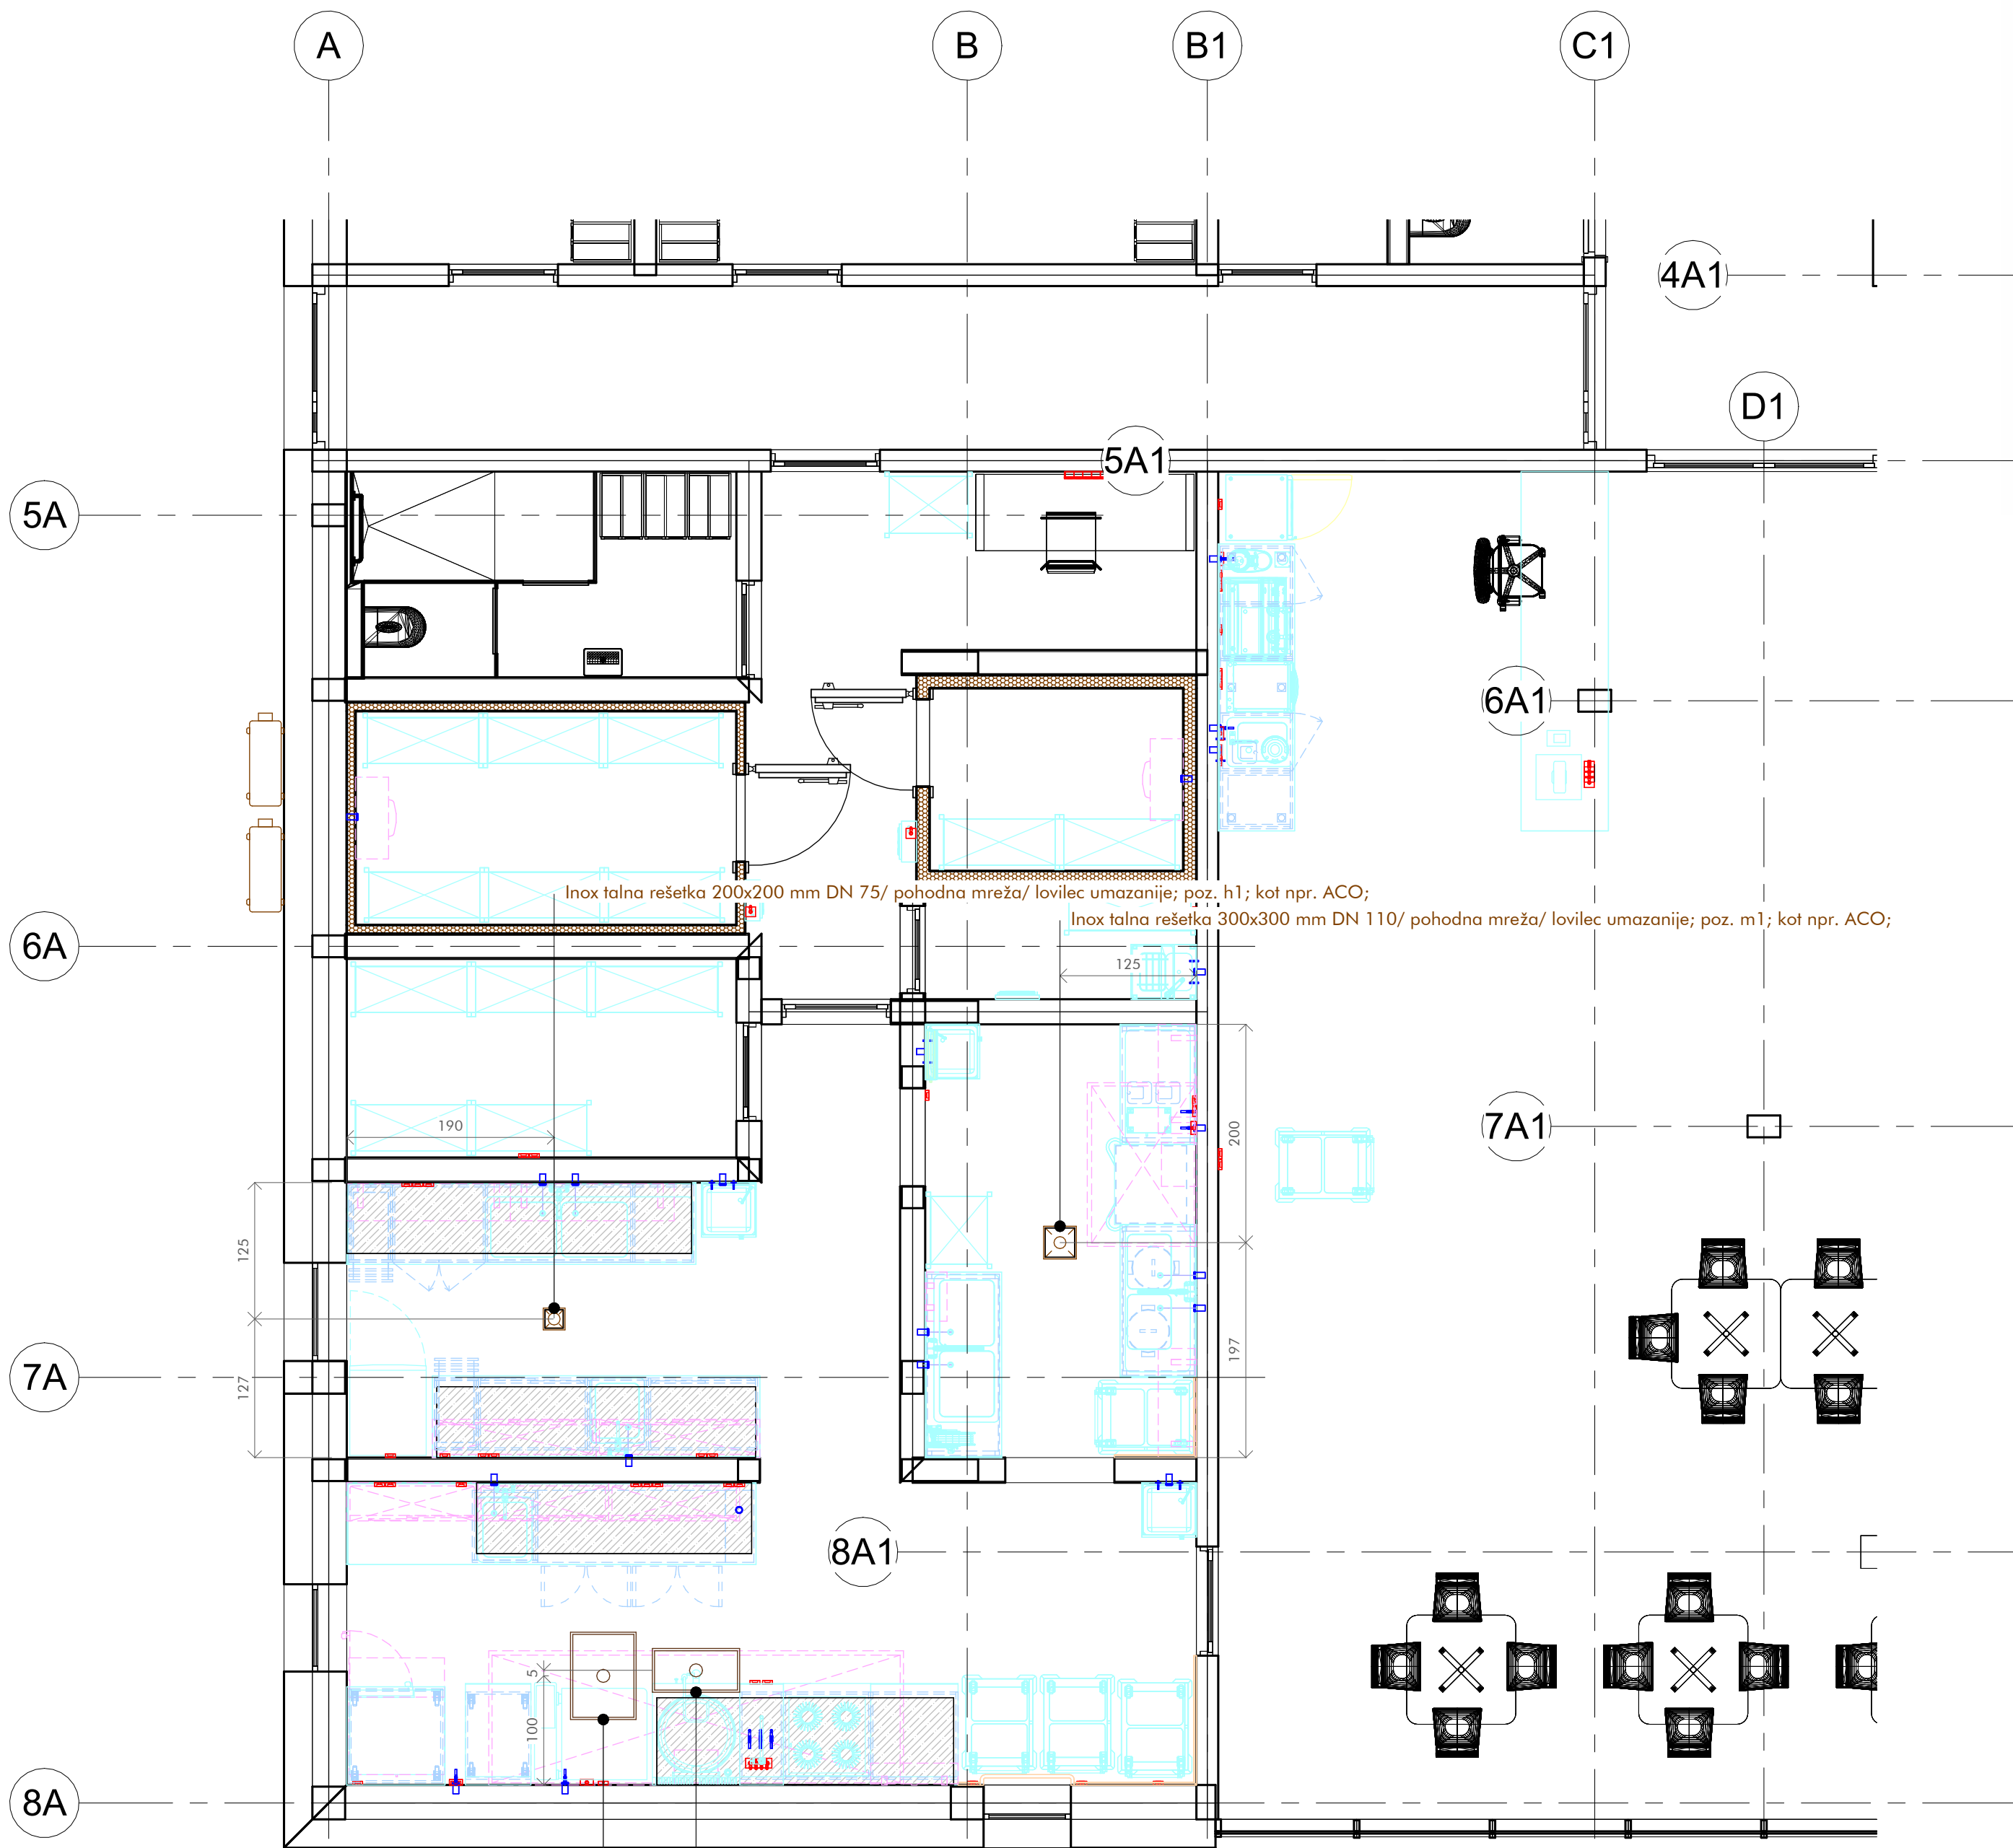 A
B
B1
C1
4A1
D1
5A1
5A
6A1
Inox talna rešetka 200x200 mm DN 75/ pohodna mreža/ lovilec umazanije; poz. h1; kot npr. ACO;
Inox talna rešetka 300x300 mm DN 110/ pohodna mreža/ lovilec umazanije; poz. m1; kot npr. ACO;
6A
125
190
200
7A1
125
197
7A
127
8A1
5
100
8A